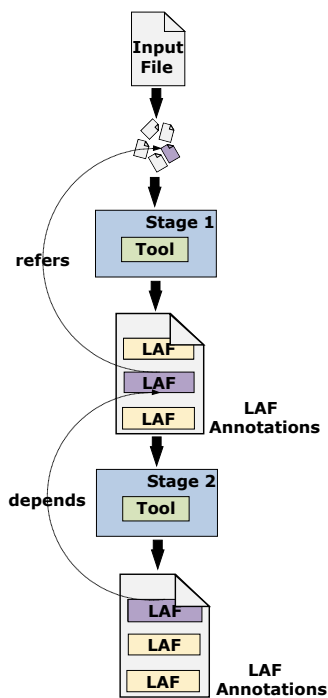 Input
File
Stage 1
Tool
refers
LAF
LAF
LAF
LAF
Annotations
Stage 2
Tool
depends
LAF
LAF
LAF
LAF
Annotations